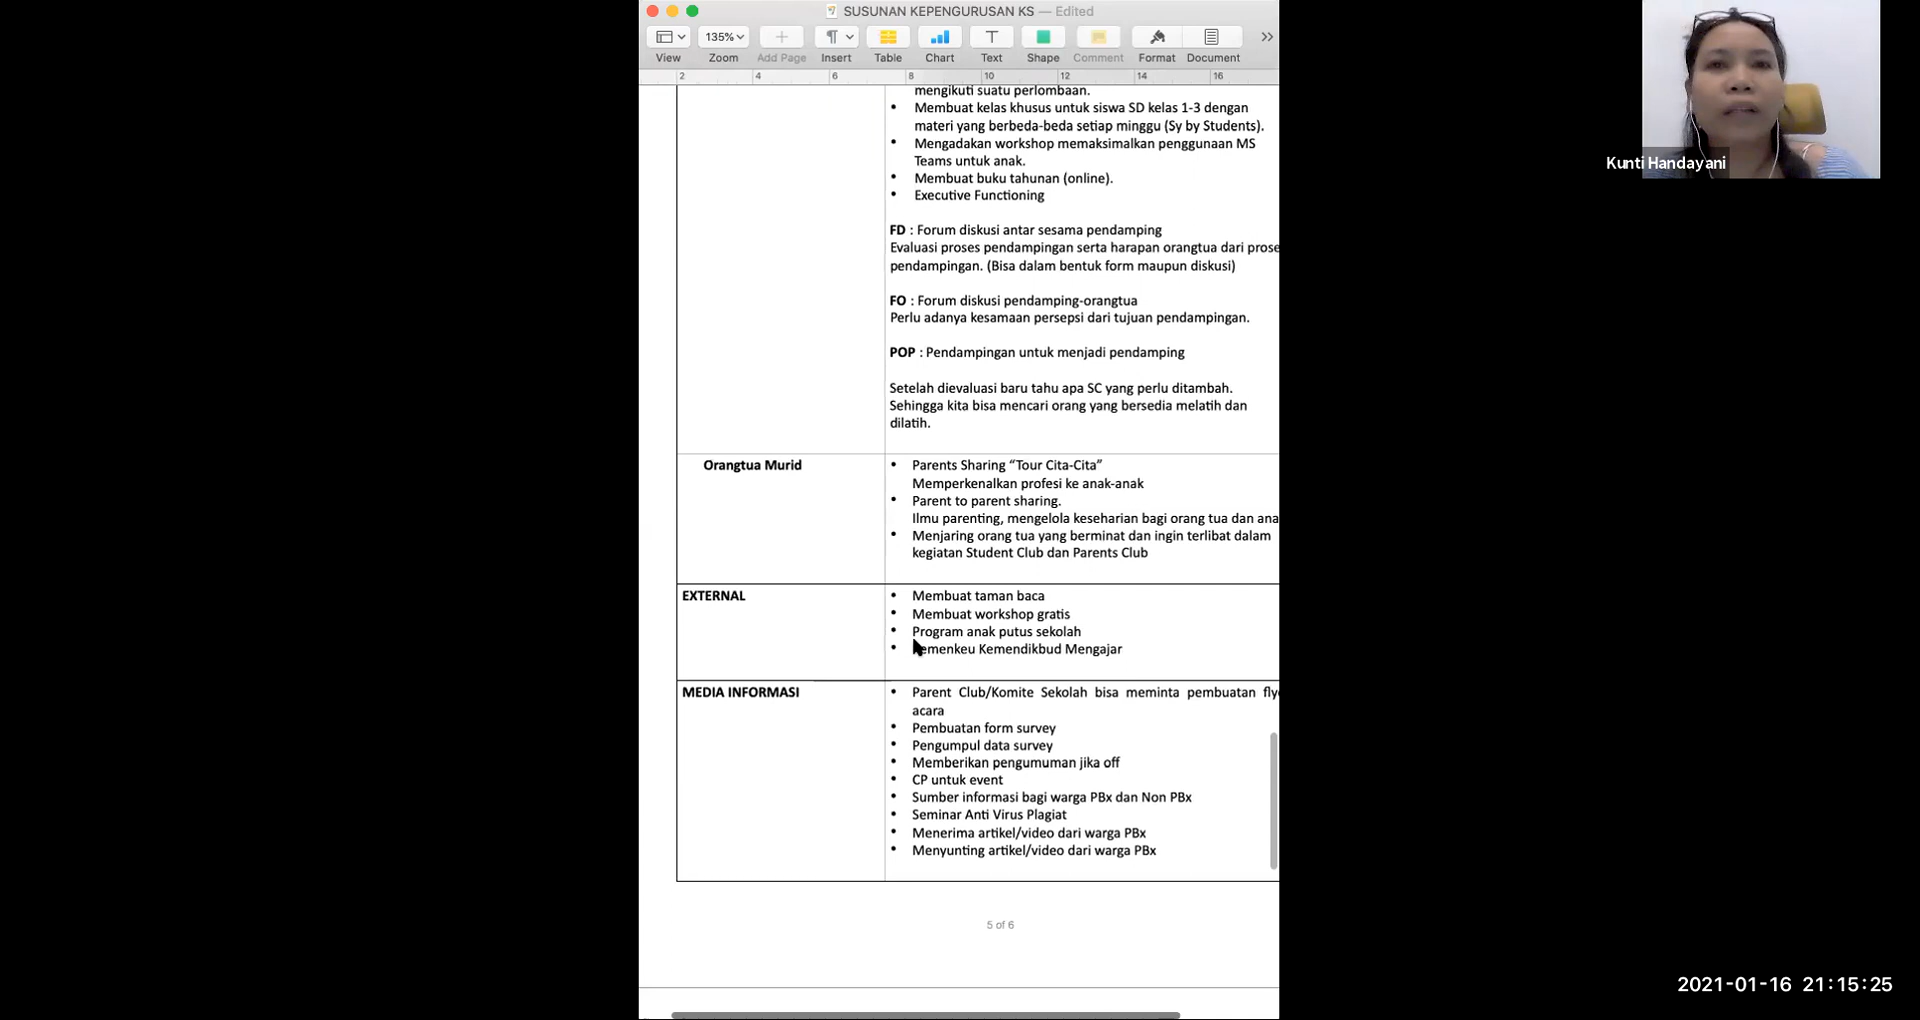 SUSUNAN KEPENGURUSAN KS — Edited
135%
View
Zoom
Add Page
Insert
Table
Chart
Text
Shape
Comment
Format
Document
2 4 6 8 10 12 14 16
mengikuti suatu perlombaan.
• Membuat kelas khusus untuk siswa SD kelas 1-3 dengan
materi yang berbeda-beda setiap minggu (Sy by Students).
• Mengadakan workshop memaksimalkan penggunaan MS
Teams untuk anak.
• Membuat buku tahunan (online).
• Executive Functioning
FD : Forum diskusi antar sesama pendamping
Evaluasi proses pendampingan serta harapan orangtua dari prose
pendampingan. (Bisa dalam bentuk form maupun diskusi)
FO : Forum diskusi pendamping-orangtua
Perlu adanya kesamaan persepsi dari tujuan pendampingan.
POP : Pendampingan untuk menjadi pendamping
Setelah dievaluasi baru tahu apa SC yang perlu ditambah.
Sehingga kita bisa mencari orang yang bersedia melatih dan
dilatih.
Orangtua Murid
• Parents Sharing “Tour Cita-Cita”
Memperkenalkan profesi ke anak-anak
• Parent to parent sharing.
Ilmu parenting, mengelola keseharian bagi orang tua dan ana
• Menjaring orang tua yang berminat dan ingin terlibat dalam
kegiatan Student Club dan Parents Club
EXTERNAL
• Membuat taman baca
• Membuat workshop gratis
• Program anak putus sekolah
• emenkeu Kemendikbud Mengajar
MEDIA INFORMASI
• Parent Club/Komite Sekolah bisa meminta pembuatan fly
acara
• Pembuatan form survey
• Pengumpul data survey
• Memberikan pengumuman jika off
• CP untuk event
• Sumber informasi bagi warga PBx dan Non PBx
• Seminar Anti Virus Plagiat
• Menerima artikel/video dari warga PBx
• Menyunting artikel/video dari warga PBx
5 of 6
Kunti Handayani
2021-01-16 21:15:25